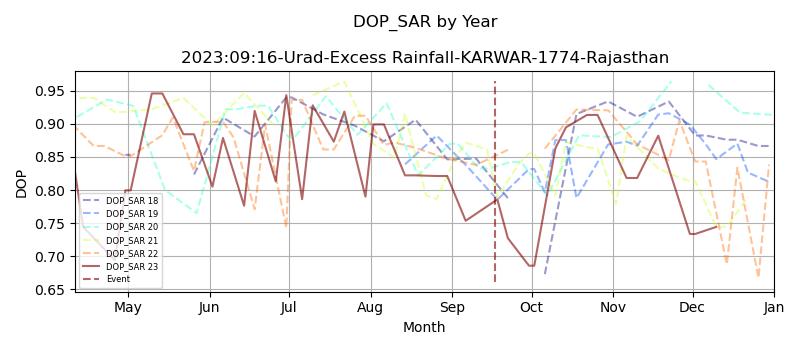 DOP_SAR by Year
2023:09:16-Urad-Excess Rainfall-KARWAR-1774-Rajasthan
DOP
0.95
0.90
0.85
0.80
0.75
0.70
0.65
DOP_SAR 18
DOP_SAR 19
DOP_SAR 20
DOP_SAR 21
DOP_SAR 22
DOP_SAR 23
Event
May Jun Jul Aug Sep Oct Nov Dec Jan
Month